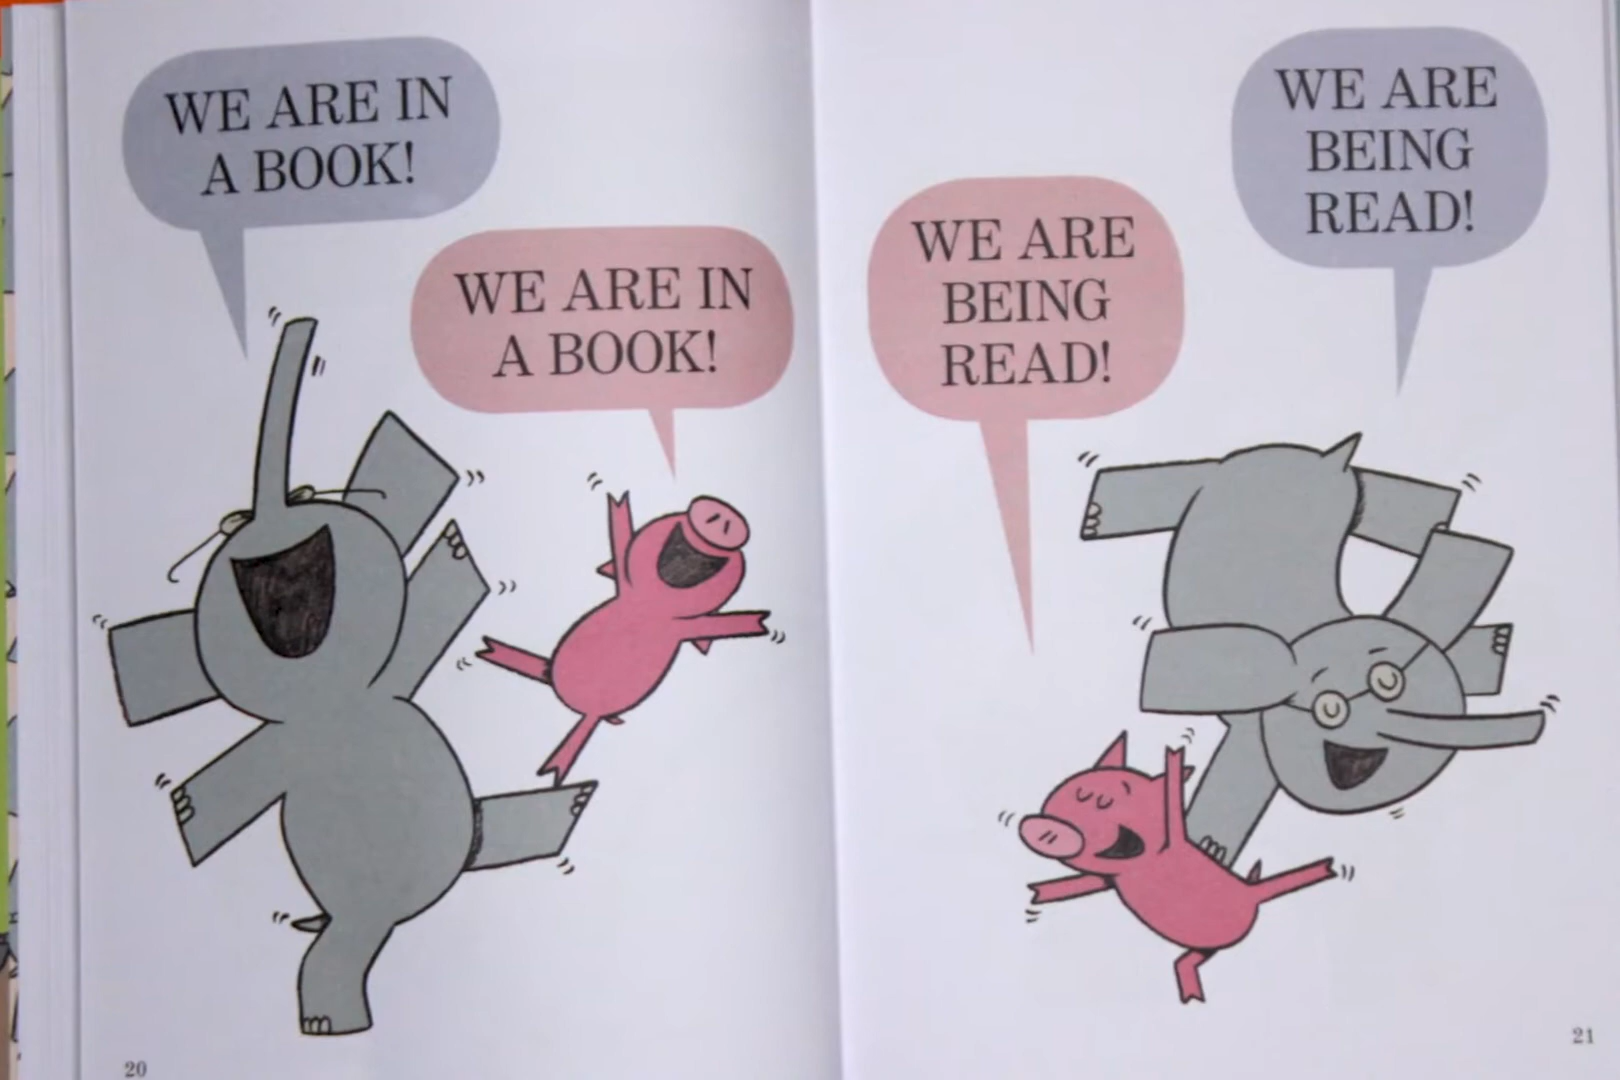 WE ARE IN
A BOOK!
WE ARE IN
A BOOK!
WE ARE
BEING
READ!
WE ARE
BEING
READ!
20
21